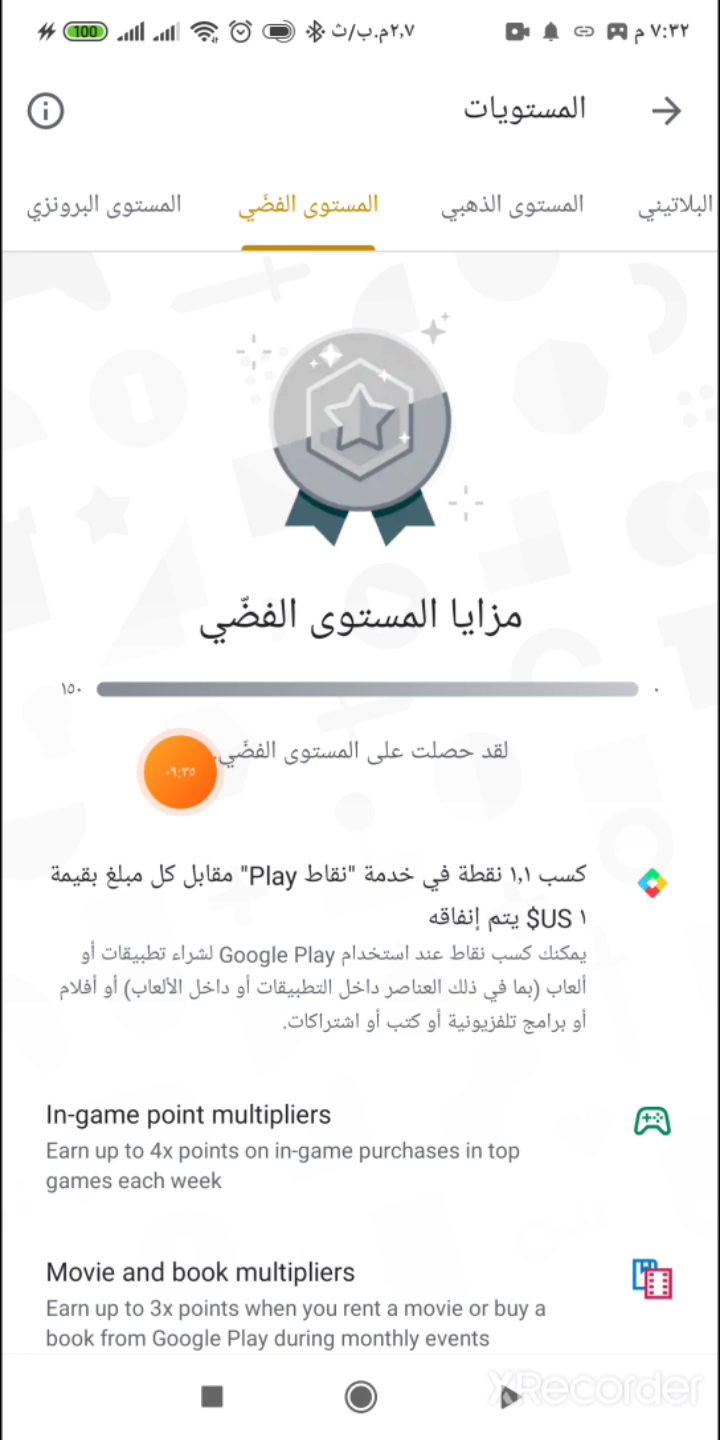 ٧:٣٢ م
٢,٧م.ب/ث
100
المستويات
البلاتيني
المستوى الذهبي
المستوى الفضّي
المستوى البرونزي
مزايا المستوى الفضّي
٠
١٥٠
لقد حصلت على المستوى الفضّي.
٠٩:٣٥
كسب ١,١ نقطة في خدمة "نقاط Play" مقابل كل مبلغ بقيمة
١ US$ يتم إنفاقه
يمكنك كسب نقاط عند استخدام Google Play لشراء تطبيقات أو
ألعاب (بما في ذلك العناصر داخل التطبيقات أو داخل الألعاب) أو أفلام
أو برامج تلفزيونية أو كتب أو اشتراكات.
In-game point multipliers
Earn up to 4x points on in-game purchases in top
games each week
Movie and book multipliers
Earn up to 3x points when you rent a movie or buy a
book from Google Play during monthly events
XRecorder